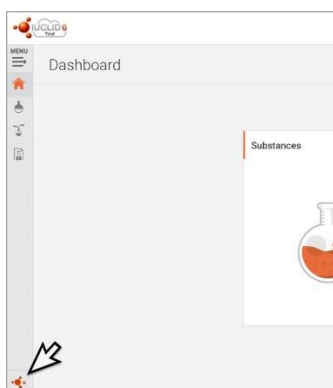 IUCLID 6
Trial
MENU
Dashboard
Substances